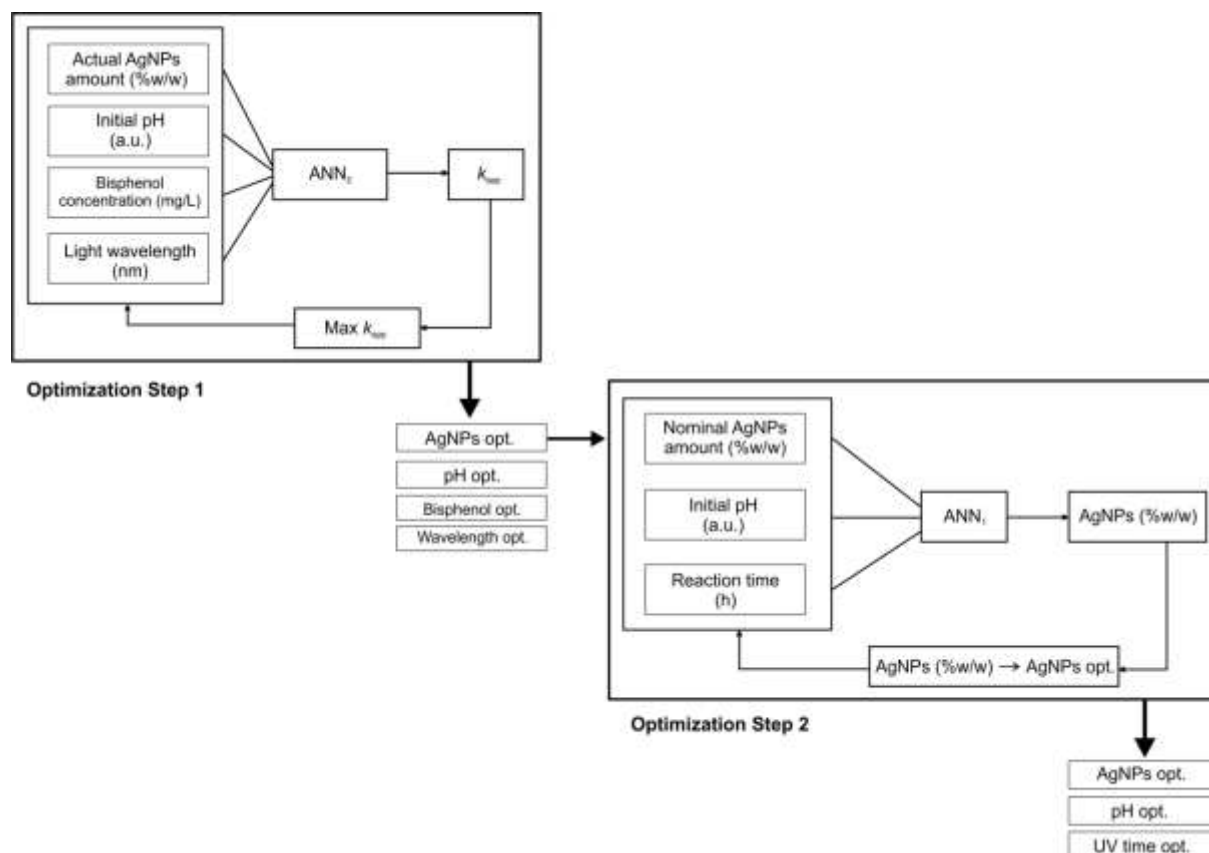 Actual AgNPs
amount (%w/w)
Initial pH
(a.u.)
Bisphenol
concentration (mg/L)
Light wavelength
(nm)
ANN
k
Max k
Optimization Step 1
AgNPs opt.
pH opt.
Bisphenol opt.
Wavelength opt.
Nominal AgNPs
amount (%w/w)
Initial pH
(a.u.)
Reaction time
(h)
ANN
AgNPs (%w/w)
AgNPs (%w/w) → AgNPs opt.
Optimization Step 2
AgNPs opt.
pH opt.
UV time opt.